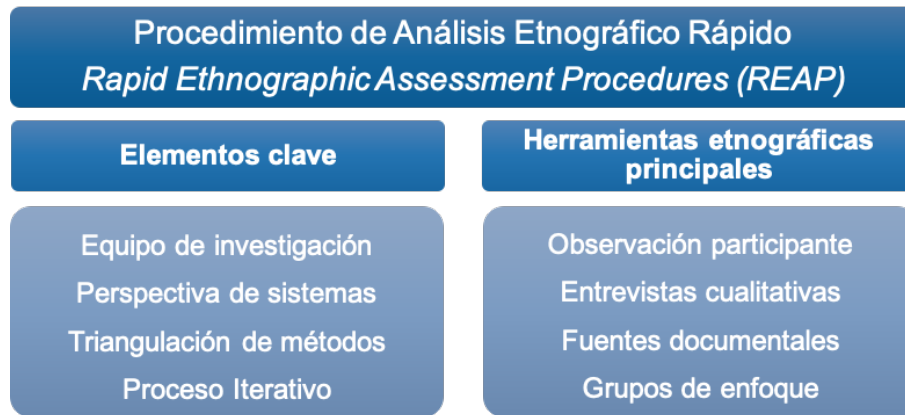 Procedimiento de Análisis Etnográfico Rápido
Rapid Ethnographic Assessment Procedures (REAP)
Elementos clave
Herramientas etnográficas
principales
Equipo de investigación
Perspectiva de sistemas
Triangulación de métodos
Proceso Iterativo
Observación participante
Entrevistas cualitativas
Fuentes documentales
Grupos de enfoque